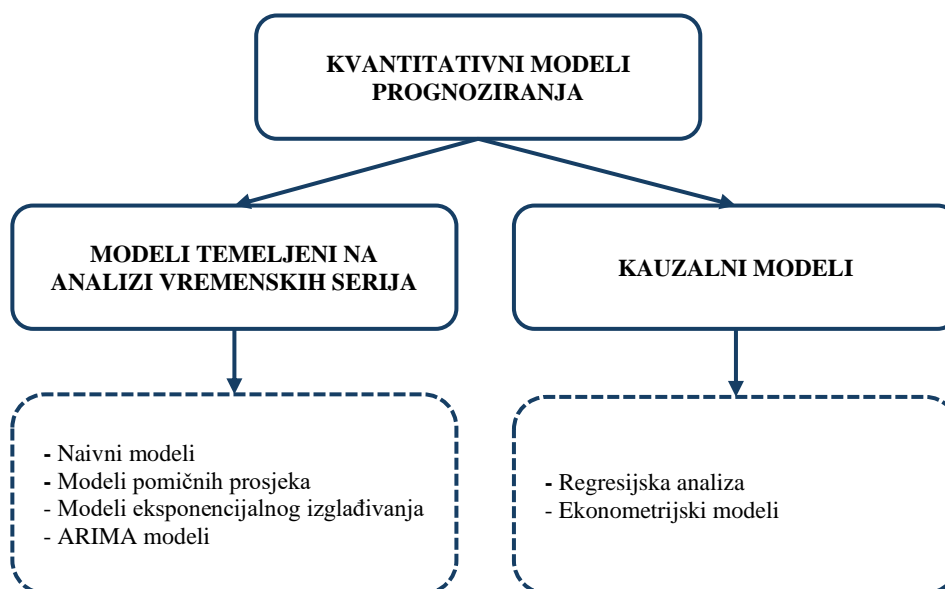 KVANTITATIVNI MODELI
PROGNOZIRANJA
MODELI TEMELJENI NA
ANALIZI VREMENSKIH SERIJA
KAUZALNI MODELI
- Naivni modeli
- Modeli pomičnih prosjeka
- Modeli eksponencijalnog izglađivanja
- ARIMA modeli
- Regresijska analiza
- Ekonometrijski modeli